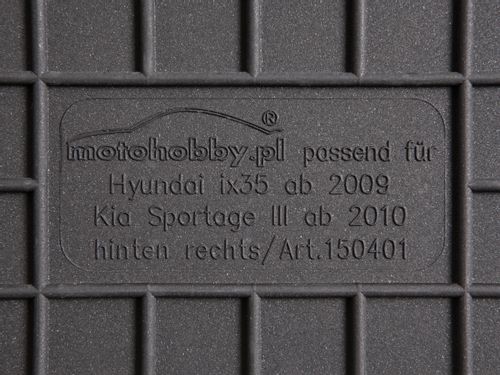 motohobby.pl ® passend für
Hyundai ix35 ab 2009
Kia Sportage III ab 2010
hinten rechts/Art.150401